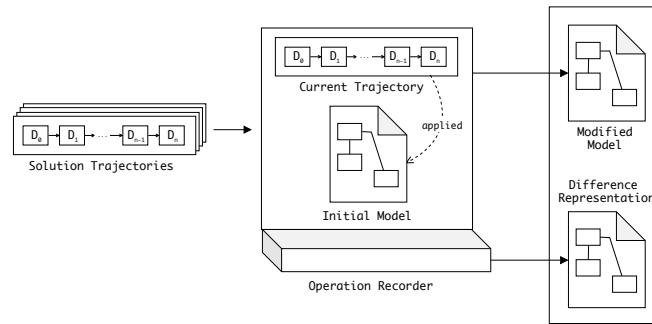 D₀ D₁ ... Dₙ₋₁ Dₙ
Solution Trajectories
D₀ D₁ ... Dₙ₋₁ Dₙ
Current Trajectory
applied
Initial Model
Operation Recorder
Modified
Model
Difference
Representation